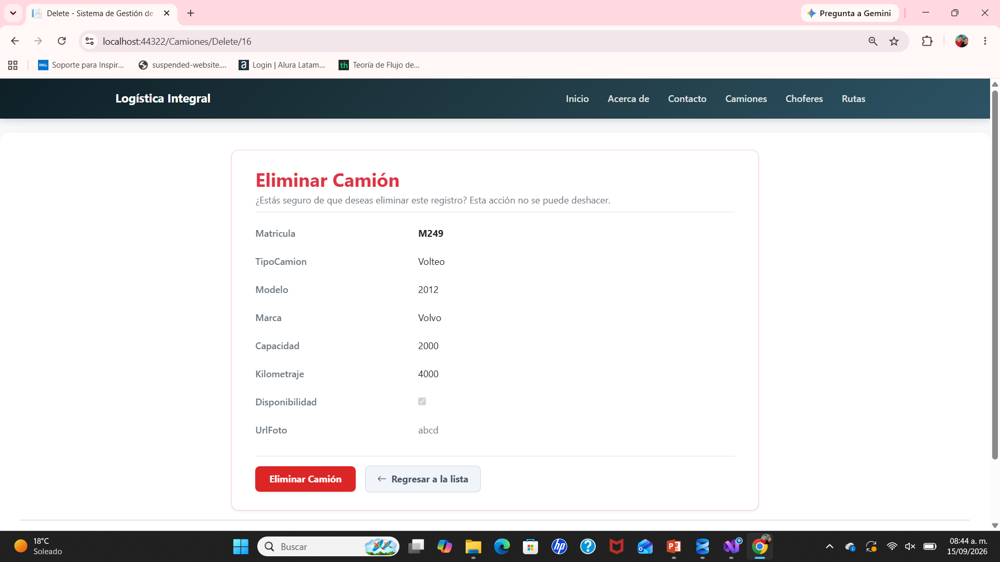 Delete - Sistema de Gestión de
Pregunta a Gemini
localhost:44322/Camiones/Delete/16
Soporte para Inspir...
suspended-website....
Login | Alura Latam...
Teoría de Flujo de...
Logística Integral
Inicio
Acerca de
Contacto
Camiones
Choferes
Rutas
Eliminar Camión
¿Estás seguro de que deseas eliminar este registro? Esta acción no se puede deshacer.
Matricula M249
TipoCamion Volteo
Modelo 2012
Marca Volvo
Capacidad 2000
Kilometraje 4000
Disponibilidad
UrlFoto abcd
Eliminar Camión
← Regresar a la lista
18°C
Soleado
Buscar
08:44 a. m.
15/09/2026